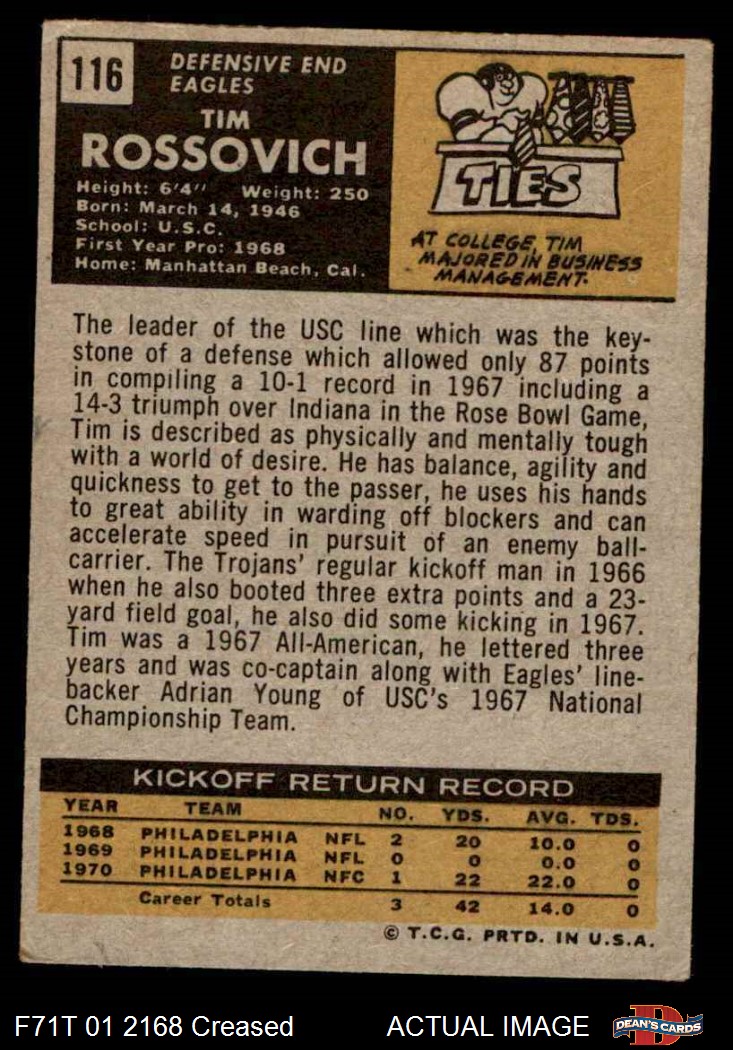 116
DEFENSIVE END
EAGLES
TIM
ROSSOVICH
Height: 6'4" Weight: 250
Born: March 14, 1946
School: U.S.C.
First Year Pro: 1968
Home: Manhattan Beach, Cal.
TIES
AT COLLEGE, TIM
MAJORED IN BUSINESS
MANAGEMENT.
The leader of the USC line which was the key-
stone of a defense which allowed only 87 points
in compiling a 10-1 record in 1967 including a
14-3 triumph over Indiana in the Rose Bowl Game,
Tim is described as physically and mentally tough
with a world of desire. He has balance, agility and
quickness to get to the passer, he uses his hands
to great ability in warding off blockers and can
accelerate speed in pursuit of an enemy ball-
carrier. The Trojans' regular kickoff man in 1966
when he also booted three extra points and a 23-
yard field goal, he also did some kicking in 1967.
Tim was a 1967 All-American, he lettered three
years and was co-captain along with Eagles' line-
backer Adrian Young of USC's 1967 National
Championship Team.
KICKOFF RETURN RECORD
YEAR TEAM NO. YDS. AVG. TDS.
1968 PHILADELPHIA NFL 2 20 10.0 0
1969 PHILADELPHIA NFL 0 0 0.0 0
1970 PHILADELPHIA NFC 1 22 22.0 0
Career Totals 3 42 14.0 0
© T.C.G. PRTD. IN U.S.A.
F71T 01 2168 Creased ACTUAL IMAGE
D
DEAN'S CARDS